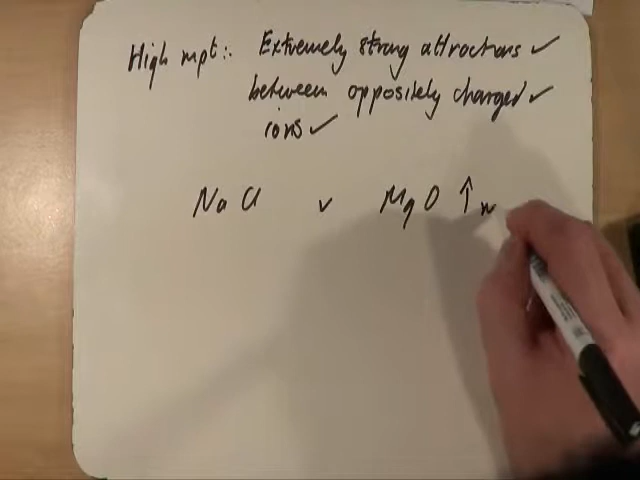 High mpt:. Extremely strong attractions ✓
between oppositely charged ✓
ions ✓
NaCl v MgO ↑ m